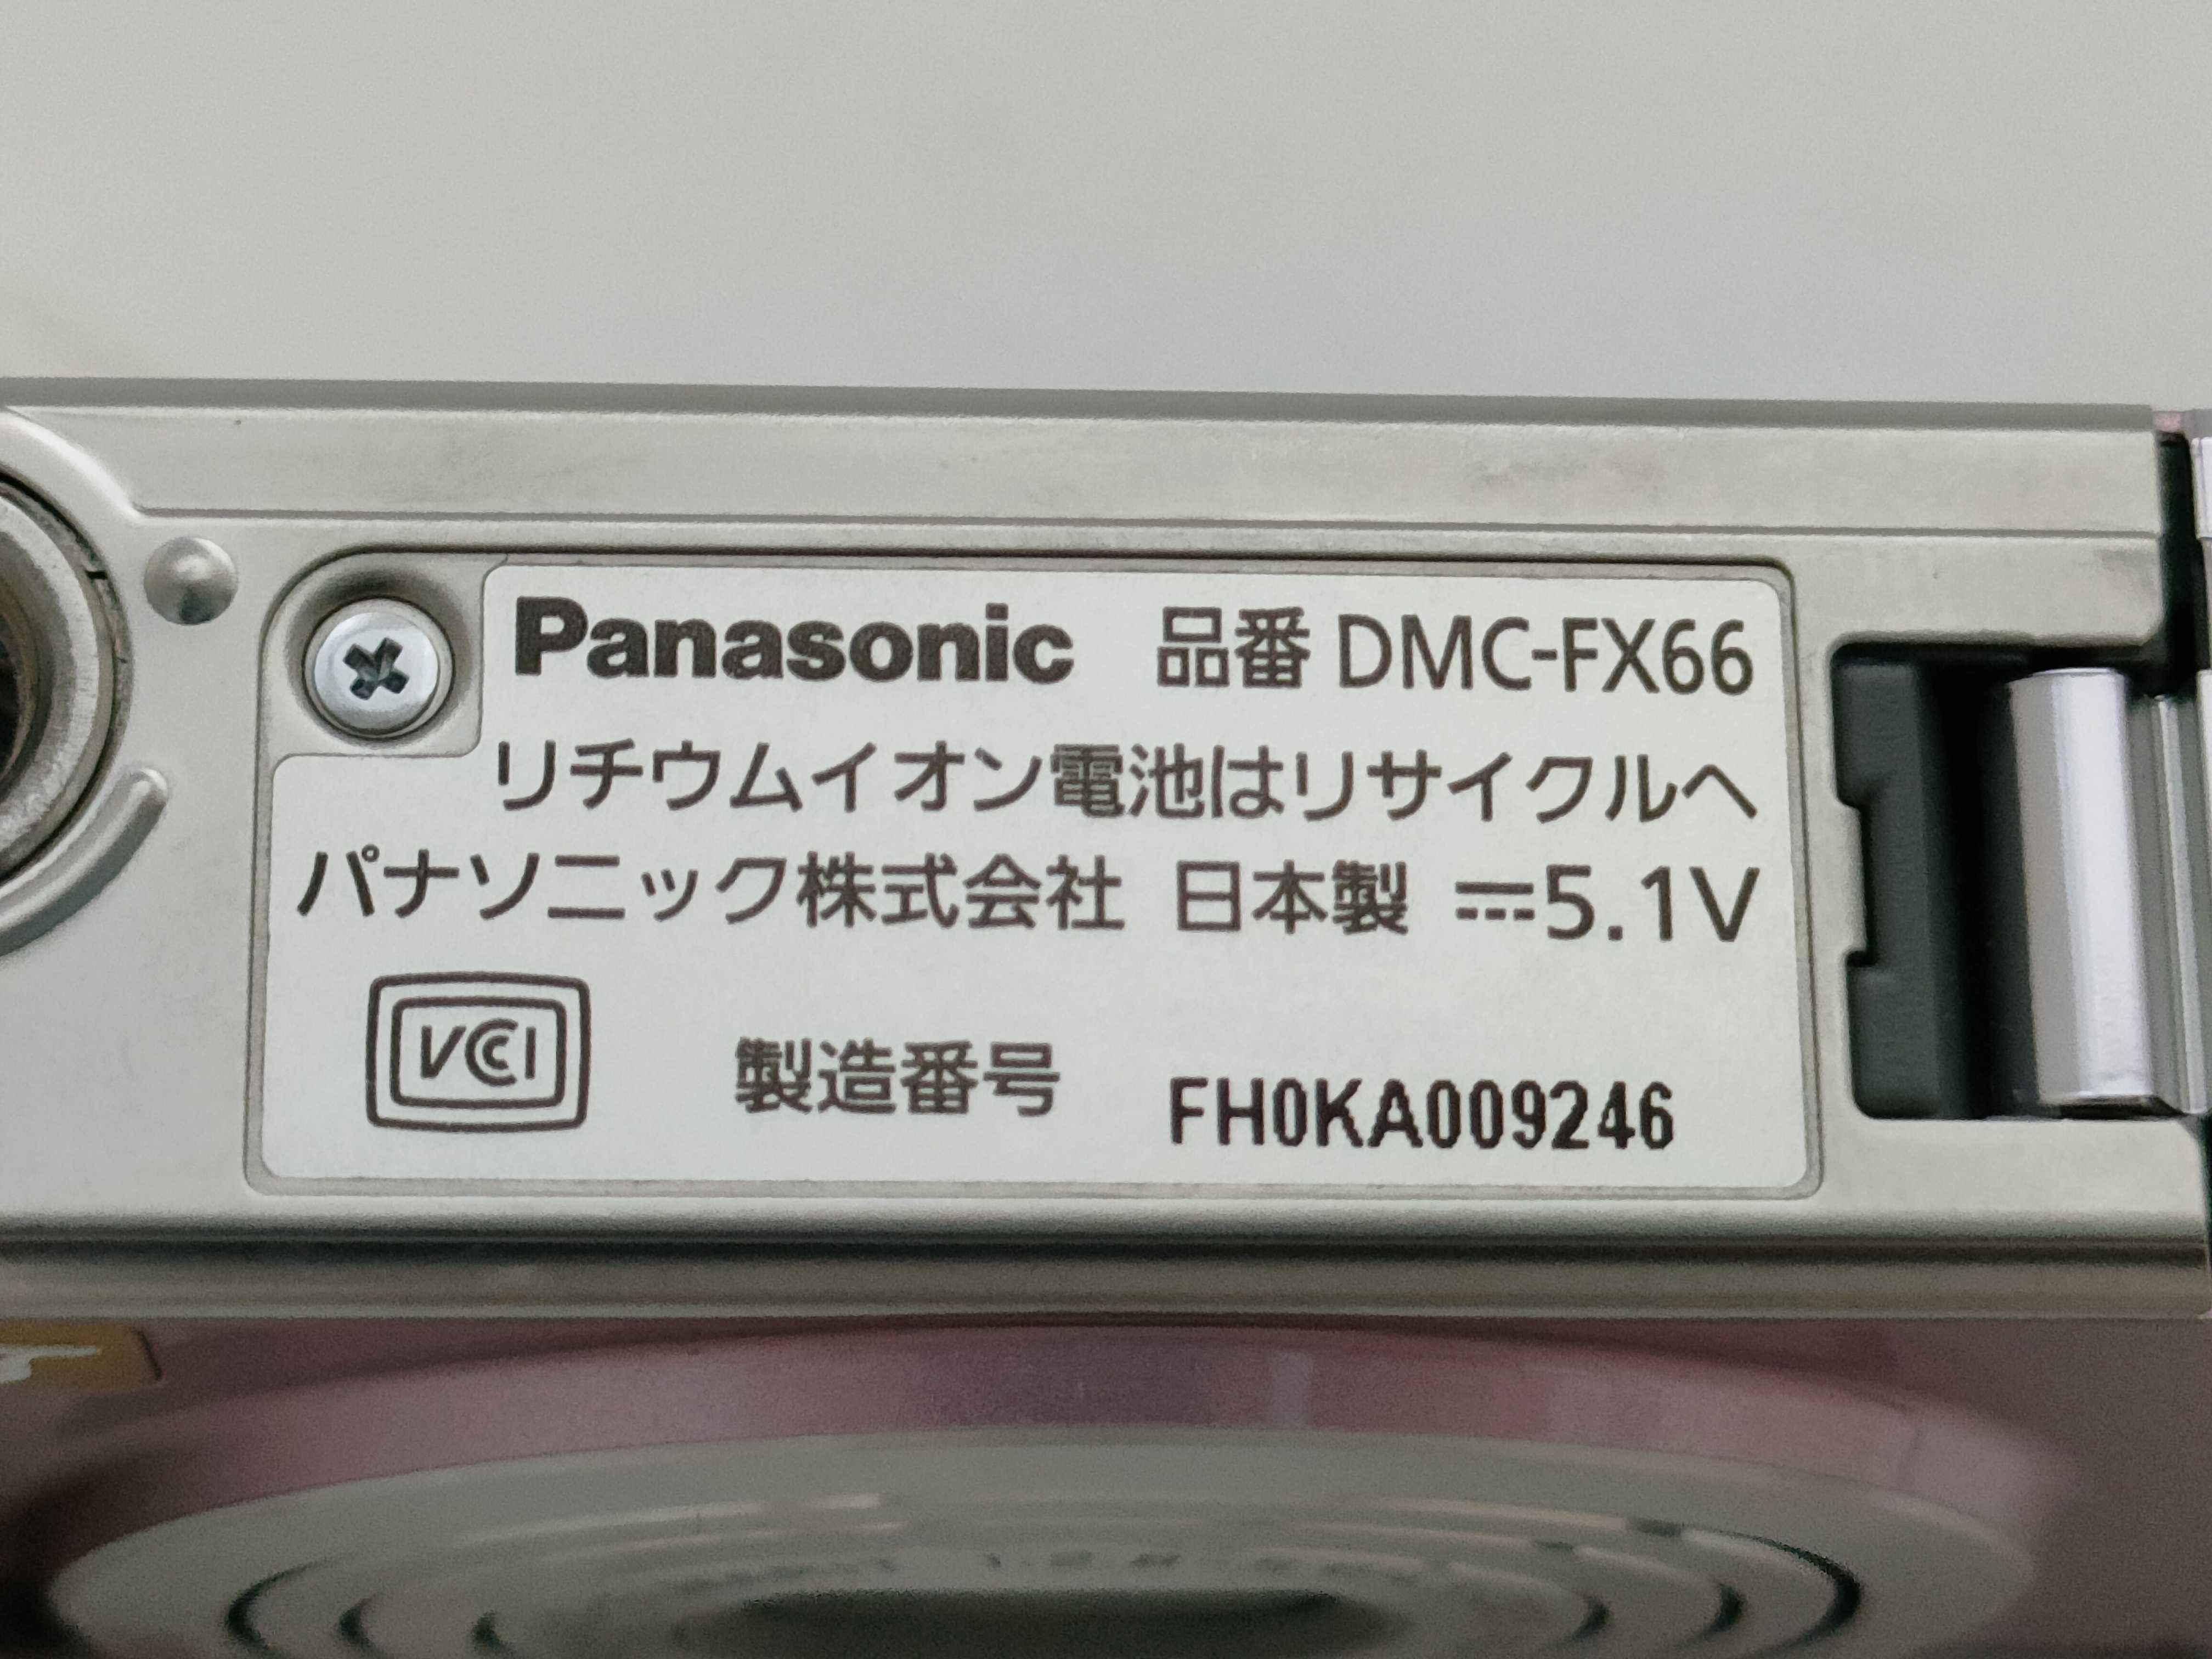 Panasonic 品番 DMC-FX66
リチウムイオン電池はリサイクルへ
パナソニック株式会社 日本製 ⎓5.1V
VCCI 製造番号 FH0KA009246